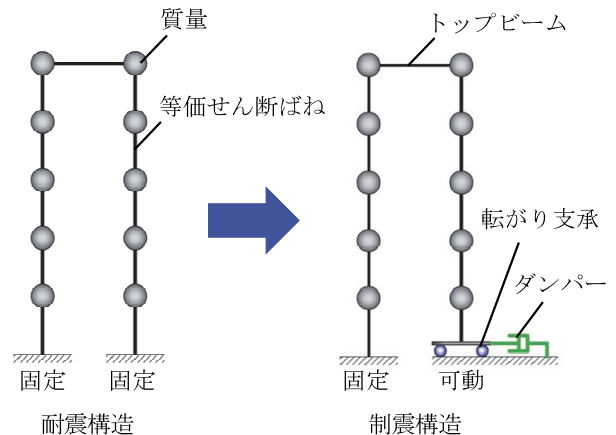 質量
等価せん断ばね
固定
固定
耐震構造
トップビーム
転がり支承
ダンパー
固定
可動
制震構造